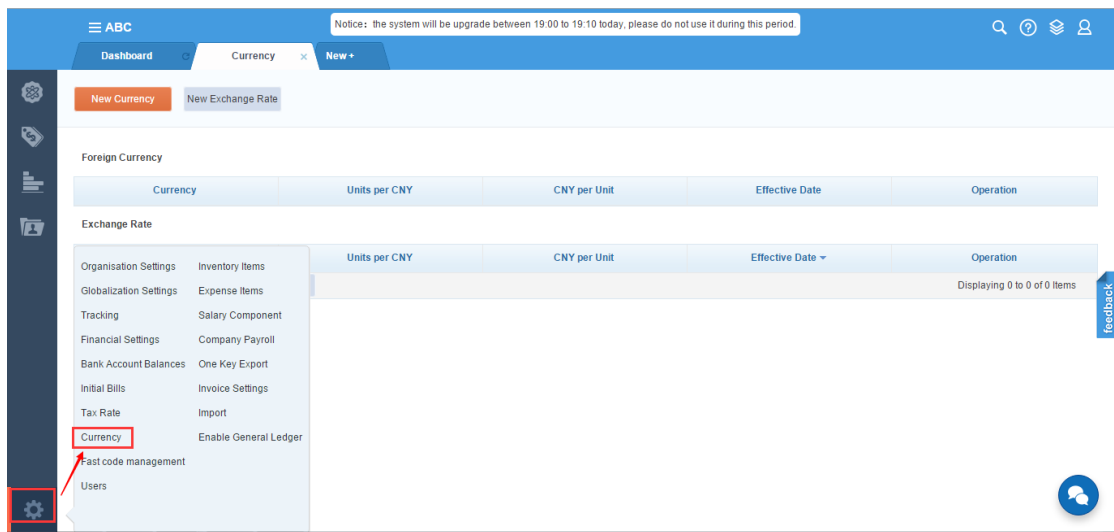 ABC
Notice: the system will be upgrade between 19:00 to 19:10 today, please do not use it during this period.
Dashboard Currency × New +
New Currency New Exchange Rate
Foreign Currency
Currency Units per CNY CNY per Unit Effective Date Operation
Exchange Rate
Units per CNY CNY per Unit Effective Date Operation
Displaying 0 to 0 of 0 Items
Organisation Settings Inventory Items
Globalization Settings Expense Items
Tracking Salary Component
Financial Settings Company Payroll
Bank Account Balances One Key Export
Initial Bills Invoice Settings
Tax Rate Import
Currency Enable General Ledger
Fast code management
Users
feedback